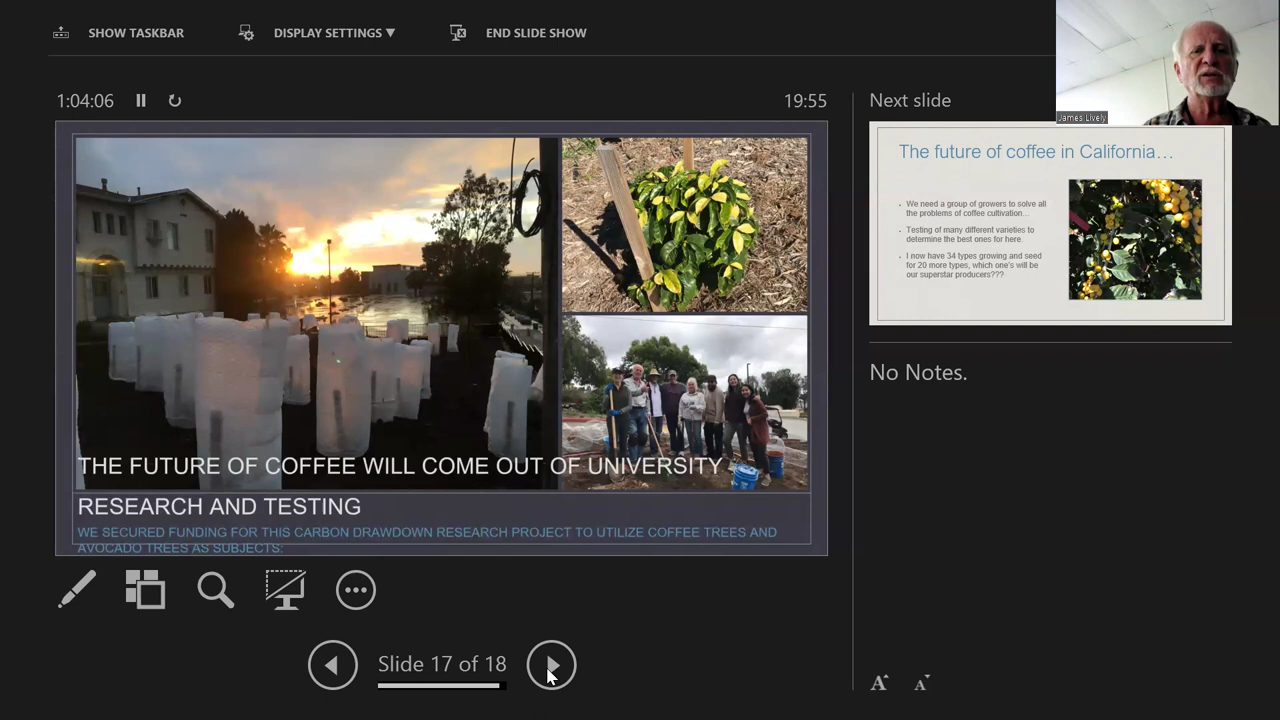 SHOW TASKBAR
DISPLAY SETTINGS ▼
END SLIDE SHOW
1:04:06
19:55
Next slide
James Lively
The future of coffee in California…
We need a group of growers to solve all
the problems of coffee cultivation…
Testing of many different varieties to
determine the best ones for here.
I now have 34 types growing and seed
for 20 more types, which one's will be
our superstar producers???
THE FUTURE OF COFFEE WILL COME OUT OF UNIVERSITY
RESEARCH AND TESTING
WE SECURED FUNDING FOR THIS CARBON DRAWDOWN RESEARCH PROJECT TO UTILIZE COFFEE TREES AND
AVOCADO TREES AS SUBJECTS:
No Notes.
Slide 17 of 18
A A